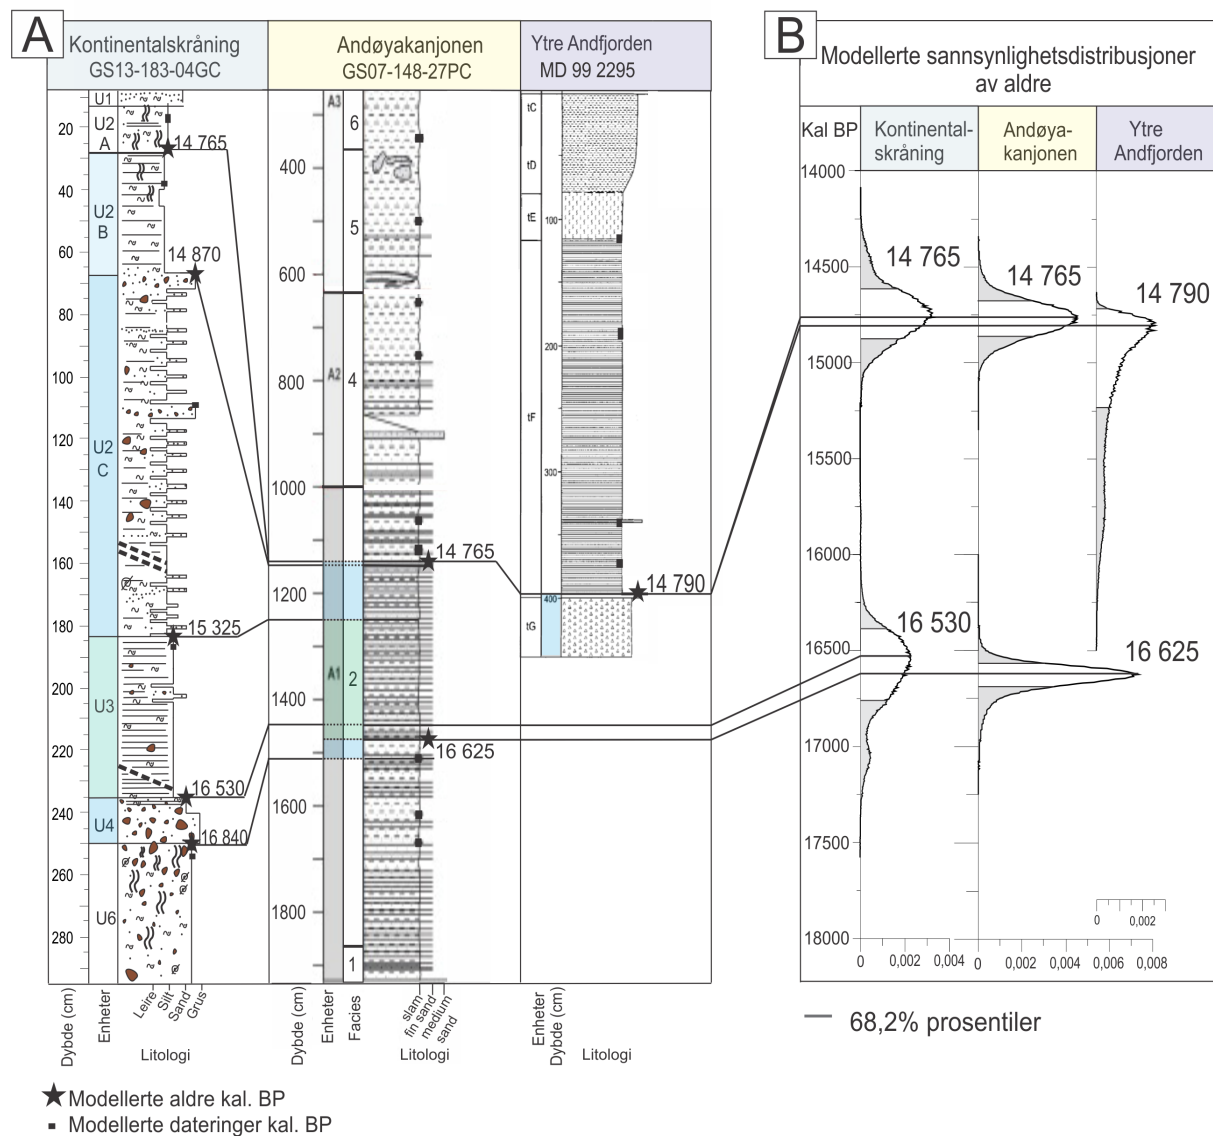 A
Kontinentalskråning
GS13-183-04GC
Andøyakanjonen
GS07-148-27PC
Ytre Andfjorden
MD 99 2295
U1
U2
A
U2
B
U2
C
U3
U4
U6
20
40
60
80
100
120
140
160
180
200
220
240
260
280
14 765
14 870
15 325
16 530
16 840
400
600
800
1000
1200
1400
1600
1800
A3
A2
A1
6
5
4
2
1
14 765
16 625
tC
tD
tE
tF
tG
100
200
300
400
14 790
Dybde (cm)
Enheter
Leire
Silt
Sand
Grus
Litologi
Dybde (cm)
Enheter
Facies
slam
fin sand
medium
sand
Litologi
Enheter
Dybde (cm)
Litologi
Modellerte aldre kal. BP
Modellerte dateringer kal. BP
B
Modellerte sannsynlighetsdistribusjoner
av aldre
Kal BP
Kontinental-
skråning
Andøya-
kanjonen
Ytre
Andfjorden
14000
14500
15000
15500
16000
16500
17000
17500
18000
14 765
14 765
14 790
16 530
16 625
0
0,002
0 0,002 0,004
0 0,002 0,004 0,006 0,008
68,2% prosentiler